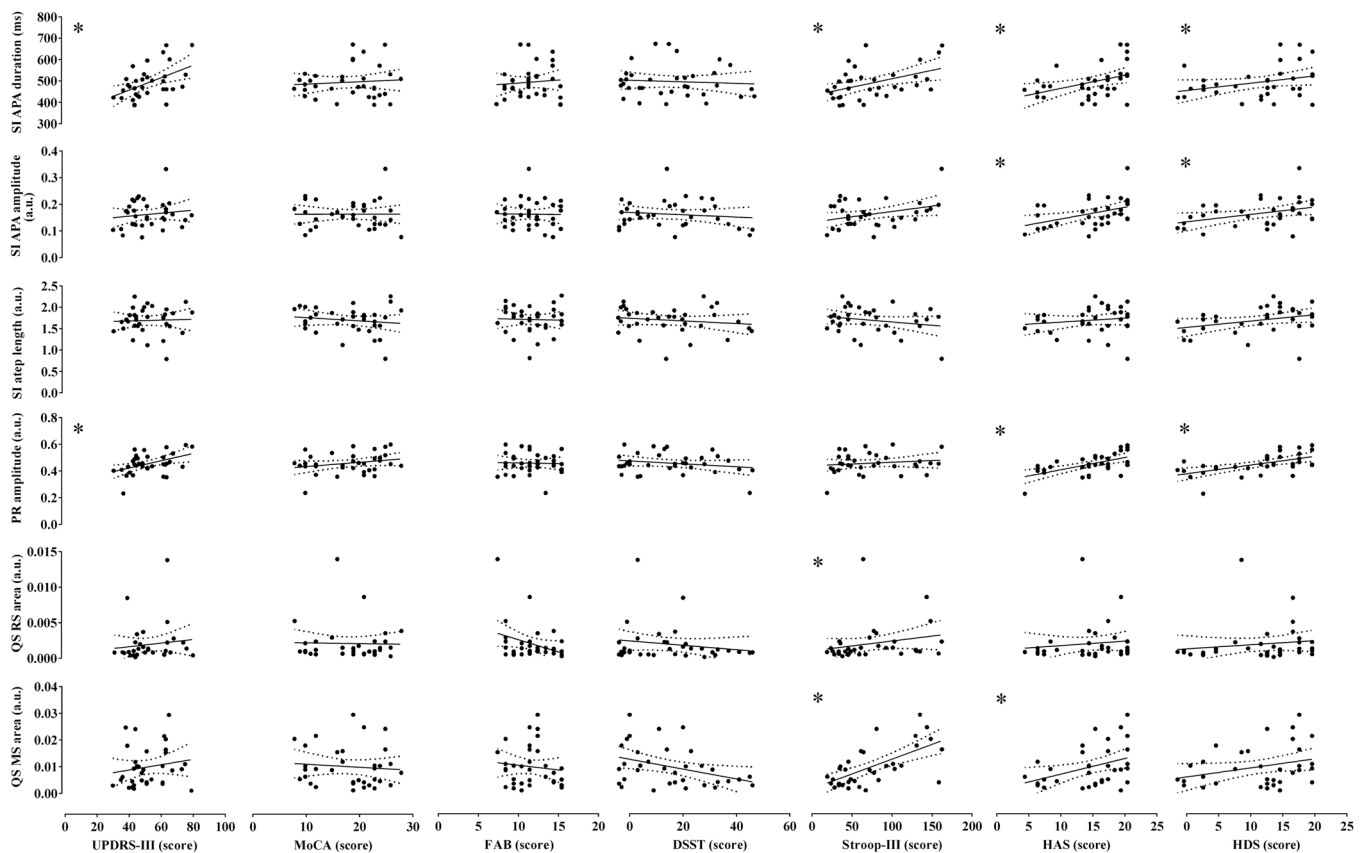 SI APA duration (ms)
800
700
600
500
400
300
* * * *
SI APA amplitude
(a.u.)
0.4
0.3
0.2
0.1
0.0
* *
SI atep length (a.u.)
2.5
2.0
1.5
1.0
0.5
0.0
PR amplitude (a.u.)
0.8
0.6
0.4
0.2
0.0
* * *
QS RS area (a.u.)
0.015
0.010
0.005
0.000
*
QS MS area (a.u.)
0.04
0.03
0.02
0.01
0.00
* *
0 20 40 60 80 100
UPDRS-III (score)
0 10 20 30
MoCA (score)
0 5 10 15 20
FAB (score)
0 20 40 60
DSST (score)
0 50 100 150 200
Stroop-III (score)
0 5 10 15 20 25
HAS (score)
0 5 10 15 20 25
HDS (score)